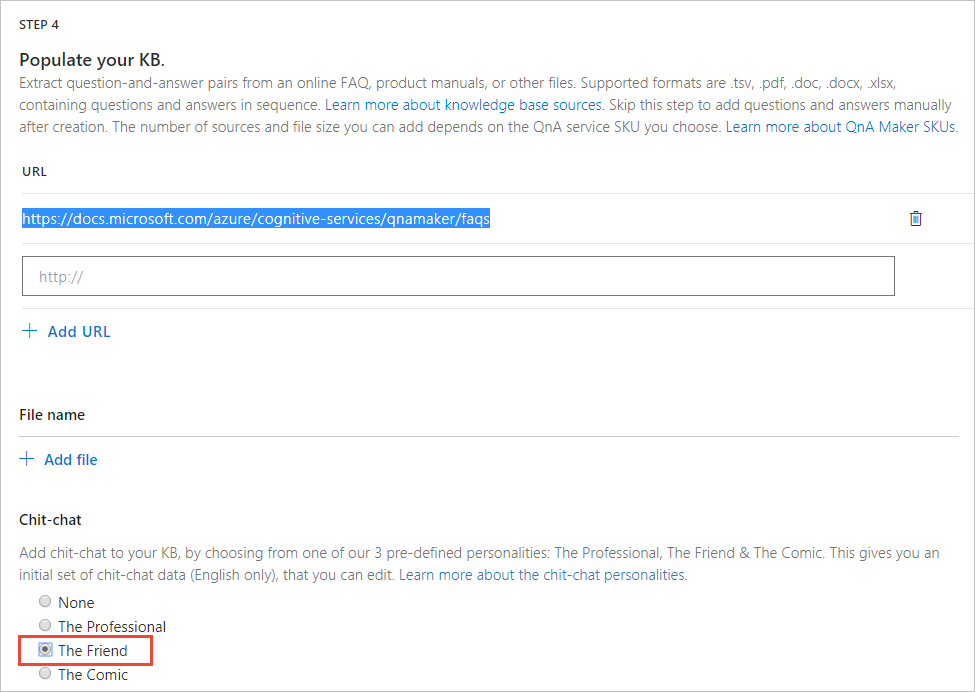 STEP 4
Populate your KB.
Extract question-and-answer pairs from an online FAQ, product manuals, or other files. Supported formats are .tsv, .pdf, .doc, .docx, .xlsx,
containing questions and answers in sequence. Learn more about knowledge base sources. Skip this step to add questions and answers manually
after creation. The number of sources and file size you can add depends on the QnA service SKU you choose. Learn more about QnA Maker SKUs.
URL
https://docs.microsoft.com/azure/cognitive-services/qnamaker/faqs
http://
+ Add URL
File name
+ Add file
Chit-chat
Add chit-chat to your KB, by choosing from one of our 3 pre-defined personalities: The Professional, The Friend & The Comic. This gives you an
initial set of chit-chat data (English only), that you can edit. Learn more about the chit-chat personalities.
None
The Professional
The Friend
The Comic